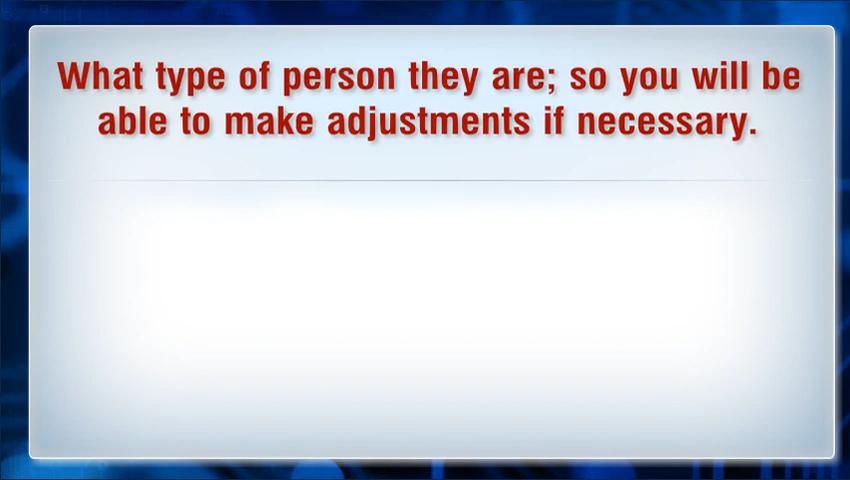 What type of person they are; so you will be
able to make adjustments if necessary.